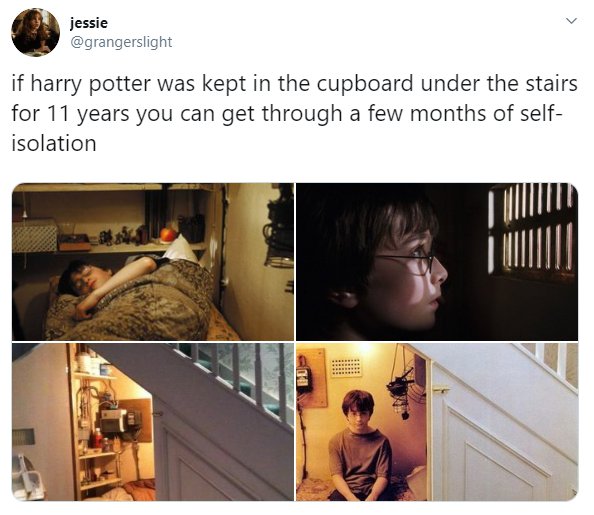 jessie
@grangerslight
if harry potter was kept in the cupboard under the stairs
for 11 years you can get through a few months of self-
isolation